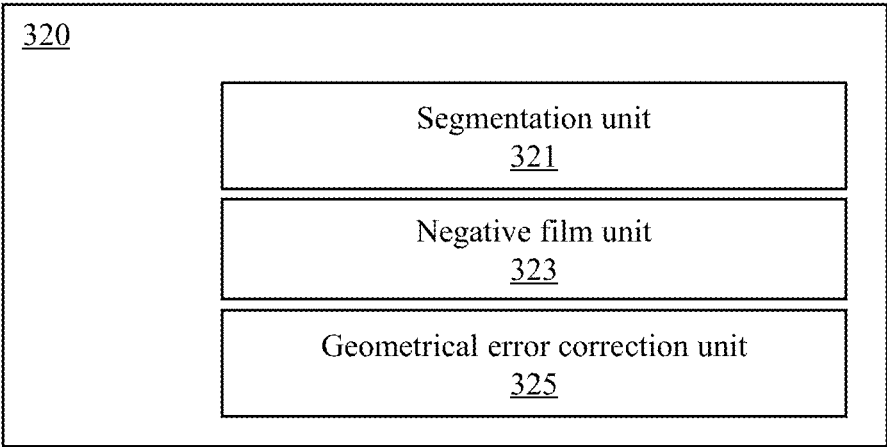 320
Segmentation unit
321
Negative film unit
323
Geometrical error correction unit
325